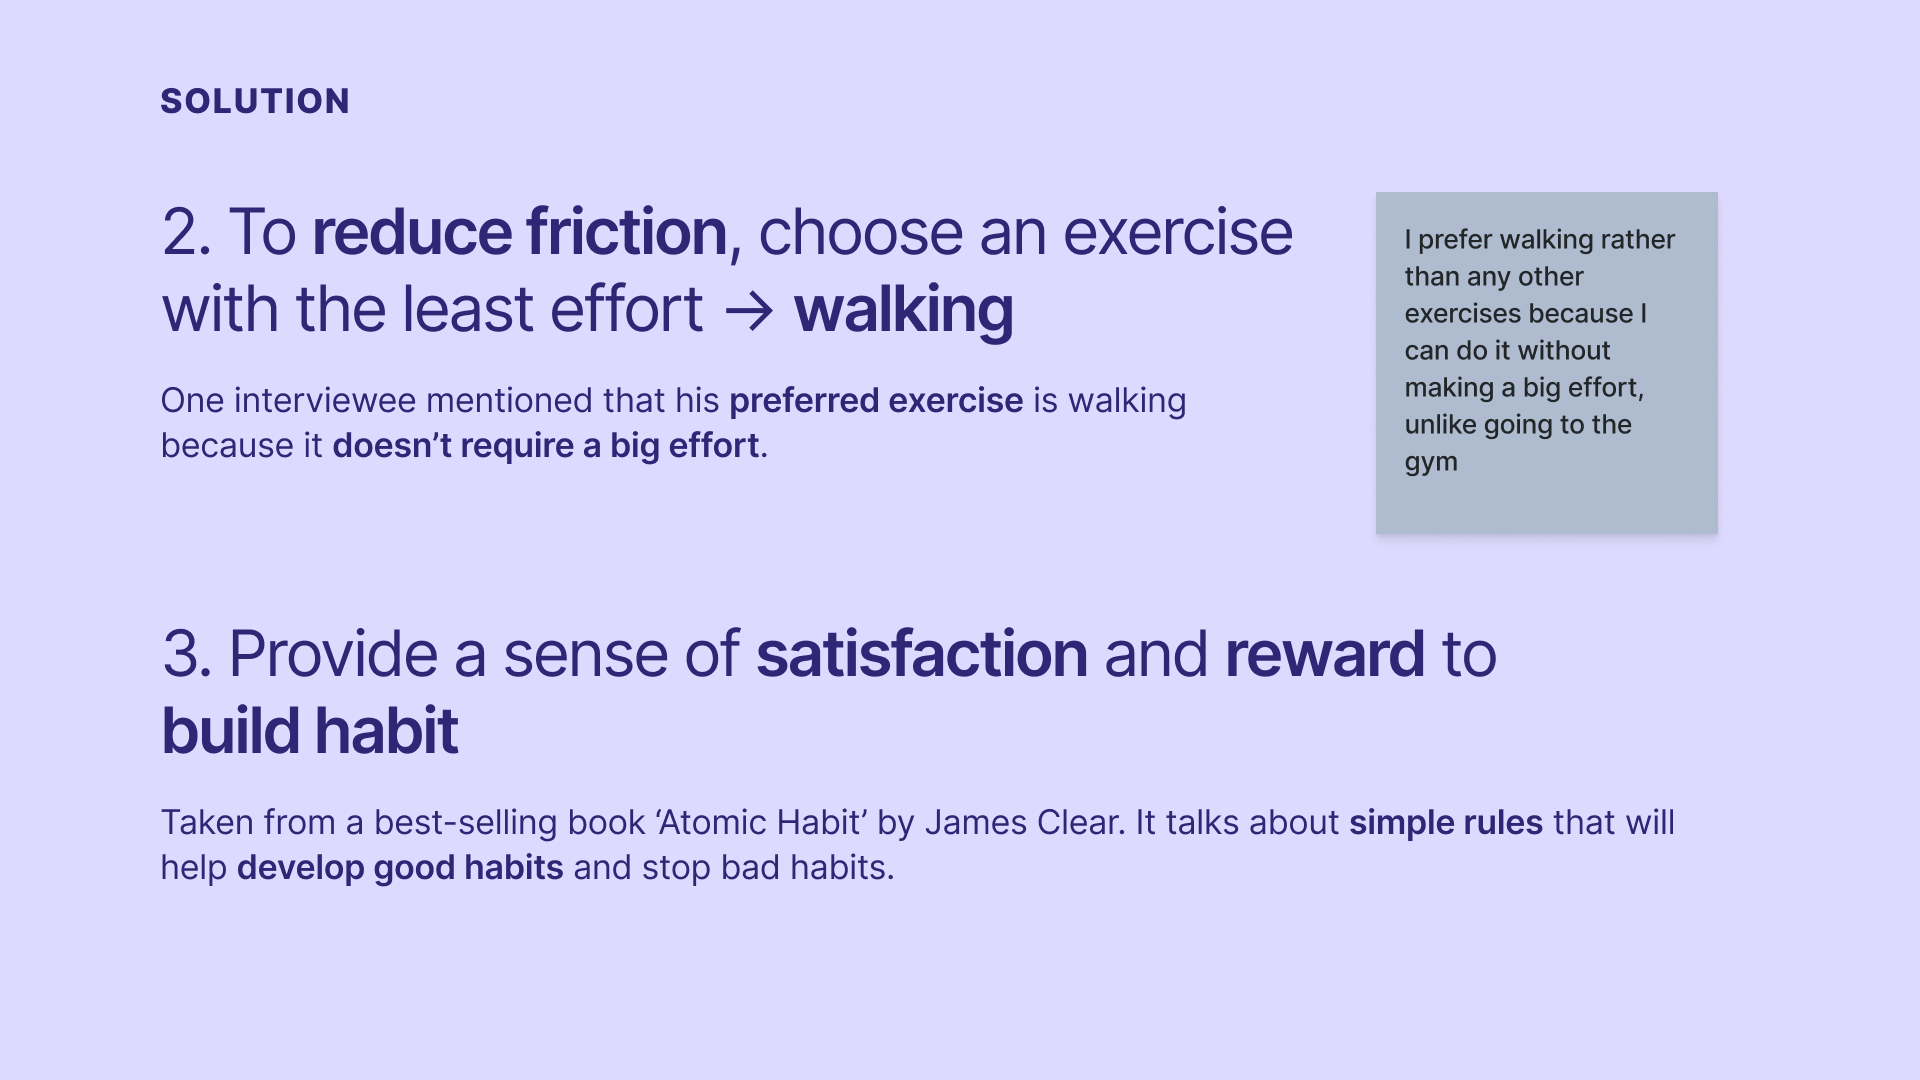 SOLUTION
2. To reduce friction, choose an exercise
with the least effort → walking
One interviewee mentioned that his preferred exercise is walking
because it doesn’t require a big effort.
I prefer walking rather
than any other
exercises because I
can do it without
making a big effort,
unlike going to the
gym
3. Provide a sense of satisfaction and reward to
build habit
Taken from a best-selling book ‘Atomic Habit’ by James Clear. It talks about simple rules that will
help develop good habits and stop bad habits.